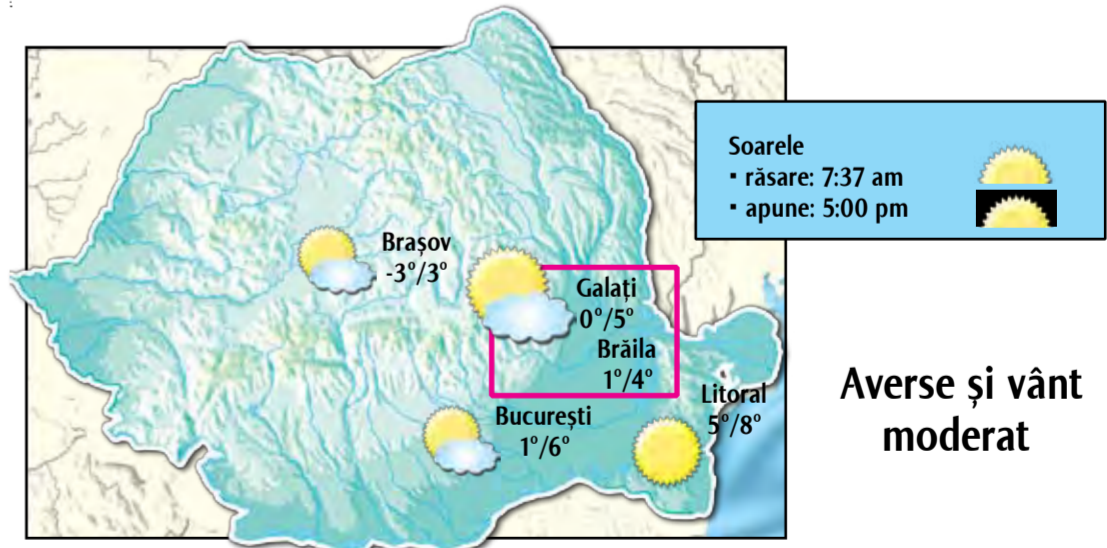 Soarele
▪ răsare: 7:37 am
▪ apune: 5:00 pm
Brașov
-3°/3°
Galați
0°/5°
Brăila
1°/4°
Litoral
5°/8°
București
1°/6°
Averse și vânt
moderat